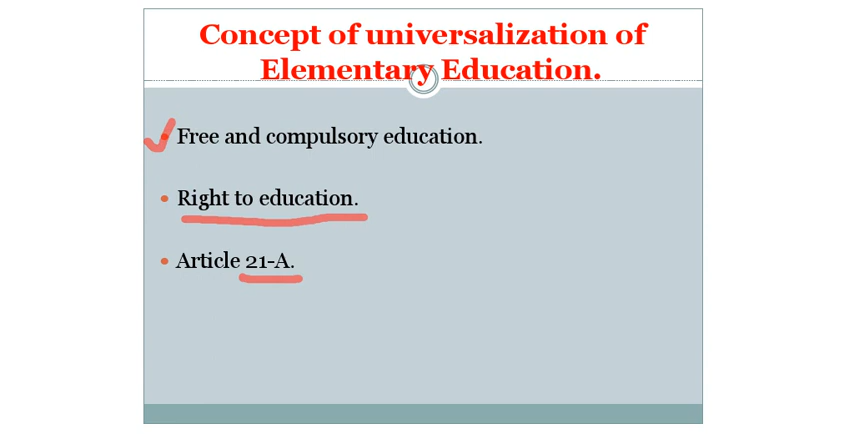 Concept of universalization of
Elementary Education.
Free and compulsory education.
Right to education.
Article 21-A.